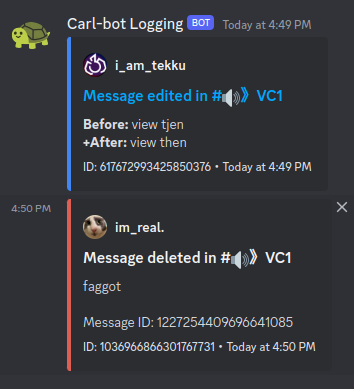 Carl-bot Logging BOT Today at 4:49 PM
i_am_tekku
Message edited in #🔊》VC1
Before: view tjen
+After: view then
ID: 617672993425850376 • Today at 4:49 PM
4:50 PM
im_real.
Message deleted in #🔊》VC1
faggot
Message ID: 1227254409696641085
ID: 1036966866301767731 • Today at 4:50 PM